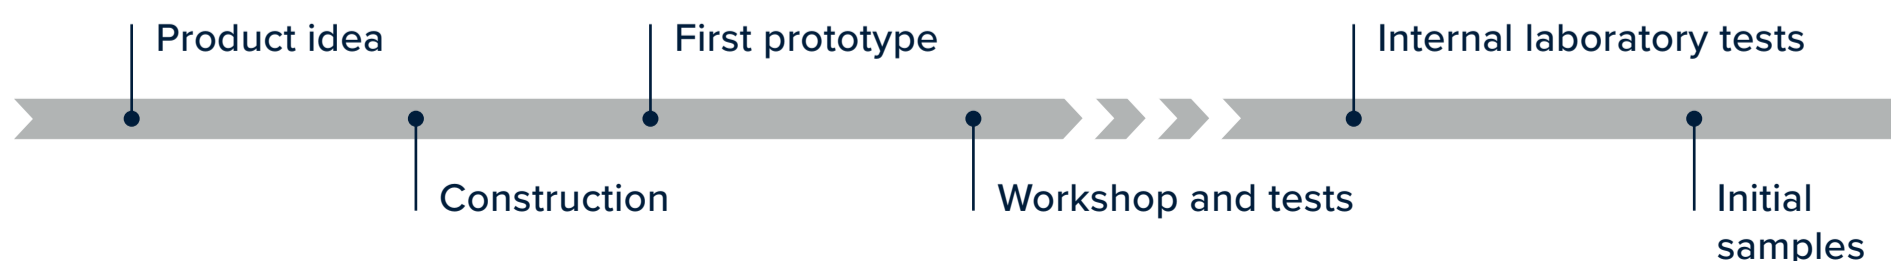 Product idea
First prototype
Internal laboratory tests
Construction
Workshop and tests
Initial
samples